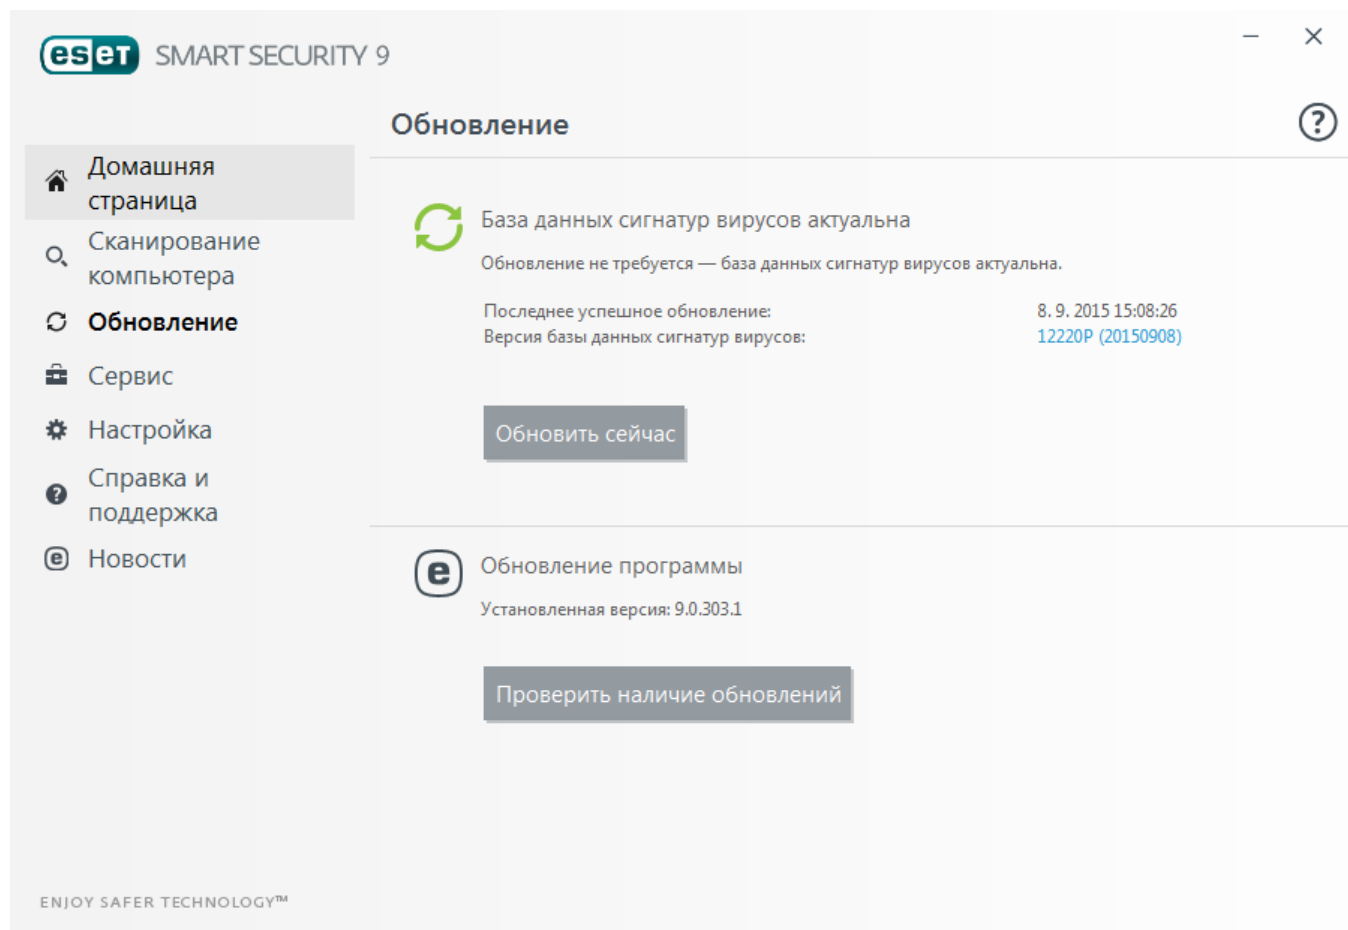 eset SMART SECURITY 9
Обновление
Домашняя
страница
Сканирование
компьютера
Обновление
Сервис
Настройка
Справка и
поддержка
Новости
База данных сигнатур вирусов актуальна
Обновление не требуется — база данных сигнатур вирусов актуальна.
Последнее успешное обновление: 8. 9. 2015 15:08:26
Версия базы данных сигнатур вирусов: 12220P (20150908)
Обновить сейчас
e Обновление программы
Установленная версия: 9.0.303.1
Проверить наличие обновлений
ENJOY SAFER TECHNOLOGY™